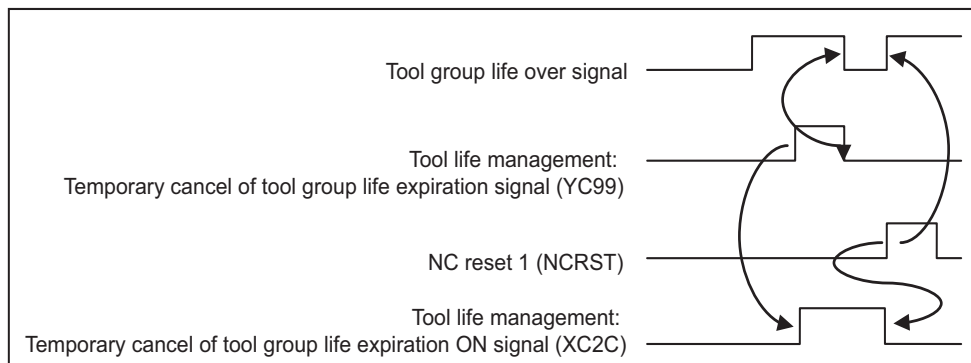 Tool group life over signal
Tool life management:
Temporary cancel of tool group life expiration signal (YC99)
NC reset 1 (NCRST)
Tool life management:
Temporary cancel of tool group life expiration ON signal (XC2C)